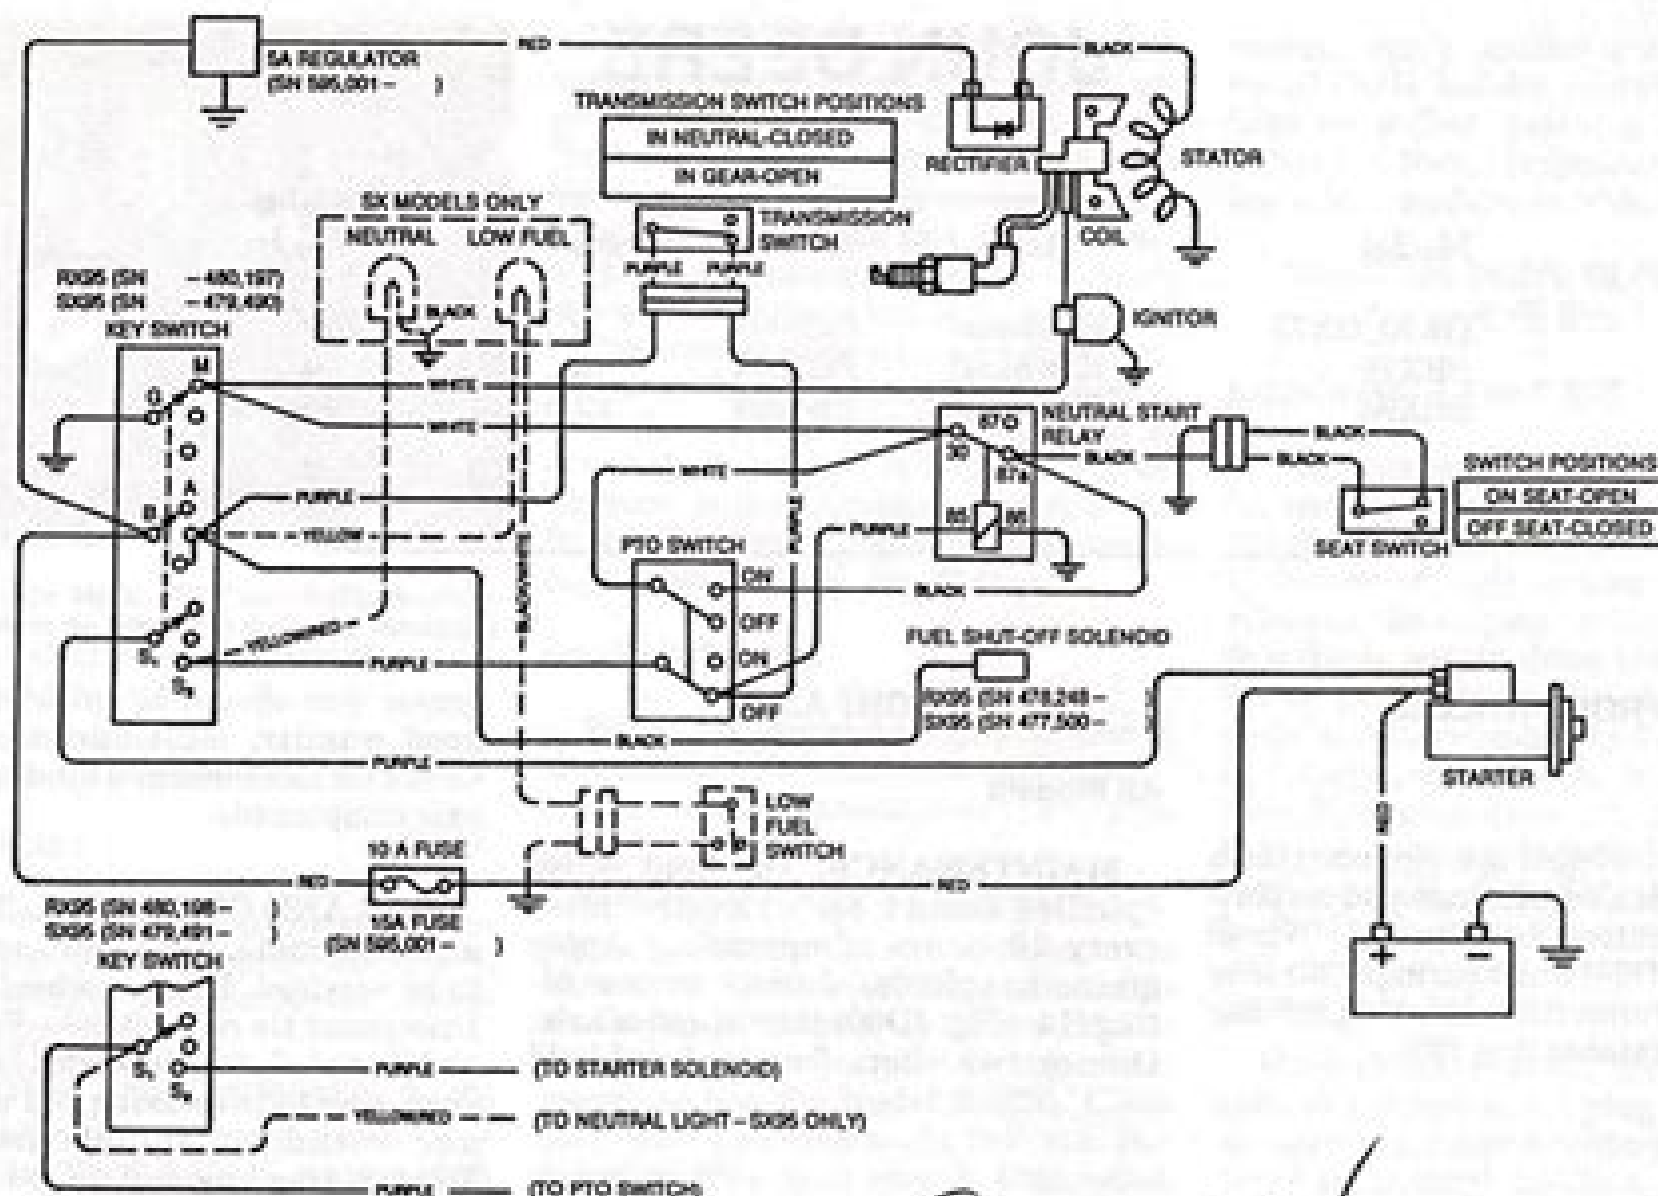 RED
BLACK
5A REGULATOR
(SN 595,001 – )
TRANSMISSION SWITCH POSITIONS
IN NEUTRAL-CLOSED
IN GEAR-OPEN
RECTIFIER
STATOR
SX MODELS ONLY
NEUTRAL LOW FUEL
TRANSMISSION
SWITCH
COIL
PURPLE PURPLE
RX95 (SN – 480,197)
SX95 (SN – 479,490)
KEY SWITCH
BLACK
IGNITOR
M
WHITE
G
WHITE
87
NEUTRAL START
RELAY
30
87a
BLACK
BLACK
BLACK
WHITE
SWITCH POSITIONS
ON SEAT-OPEN
OFF SEAT-CLOSED
SEAT SWITCH
A
B
PURPLE
YELLOW
PURPLE
PURPLE
85 86
PTO SWITCH
ON
BLACK
OFF
BLACK/WHITE
FUEL SHUT-OFF SOLENOID
YELLOW/RED
S
PURPLE
ON
OFF
RX95 (SN 478,248 –
SX95 (SN 477,500 –
BLACK
PURPLE
STARTER
RED
LOW
FUEL
SWITCH
10 A FUSE
RED
RED
15A FUSE
(SN 595,001 – )
+ –
RX95 (SN 480,198 – )
SX95 (SN 479,491 – )
KEY SWITCH
S₁
PURPLE (TO STARTER SOLENOID)
YELLOW/RED (TO NEUTRAL LIGHT – SX95 ONLY)
PURPLE (TO PTO SWITCH)